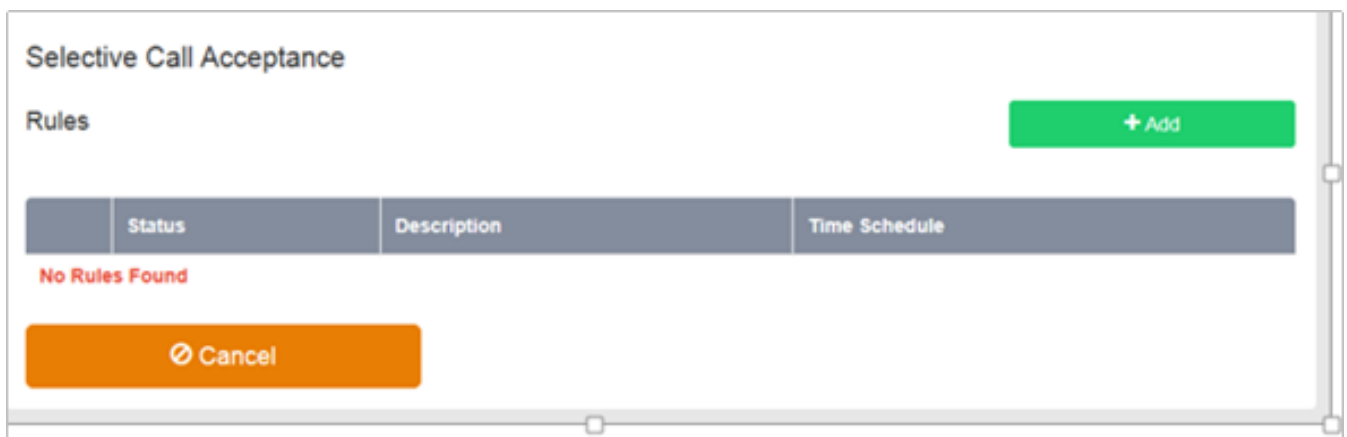 Selective Call Acceptance
Rules
+ Add
Status Description Time Schedule
No Rules Found
Cancel